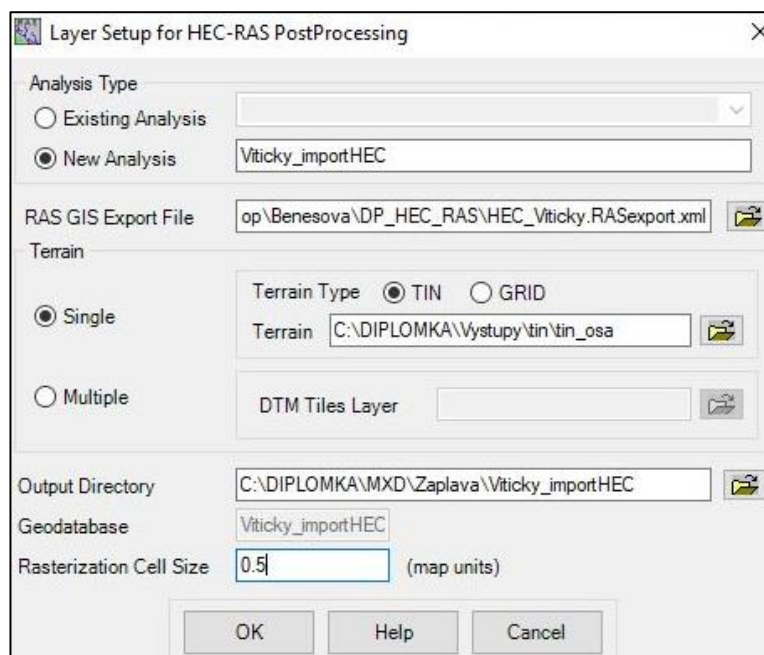 Layer Setup for HEC-RAS PostProcessing
Analysis Type
Existing Analysis
New Analysis Viticky_importHEC
RAS GIS Export File op\Benesova\DP_HEC_RAS\HEC_Viticky.RASexport.xml
Terrain
Terrain Type TIN GRID
Single
Terrain C:\DIPLOMKA\Vystupy\tin\tin_osa
Multiple
DTM Tiles Layer
Output Directory C:\DIPLOMKA\MXD\Zaplava\Viticky_importHEC
Geodatabase Viticky_importHEC
Rasterization Cell Size 0.5 (map units)
OK Help Cancel